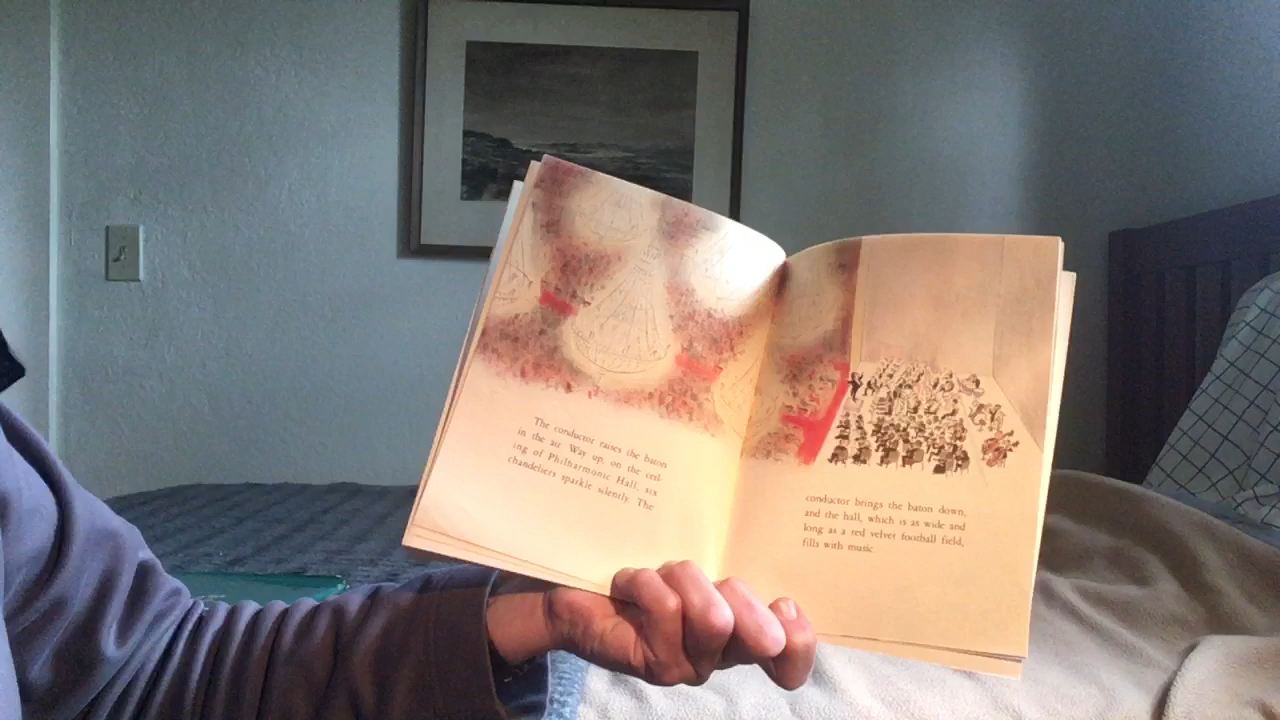 The conductor raises the baton
in the air. Way up, on the ceil-
ing of Philharmonic Hall, six
chandeliers sparkle silently. The
conductor brings the baton down,
and the hall, which is as wide and
long as a red velvet football field,
fills with music.